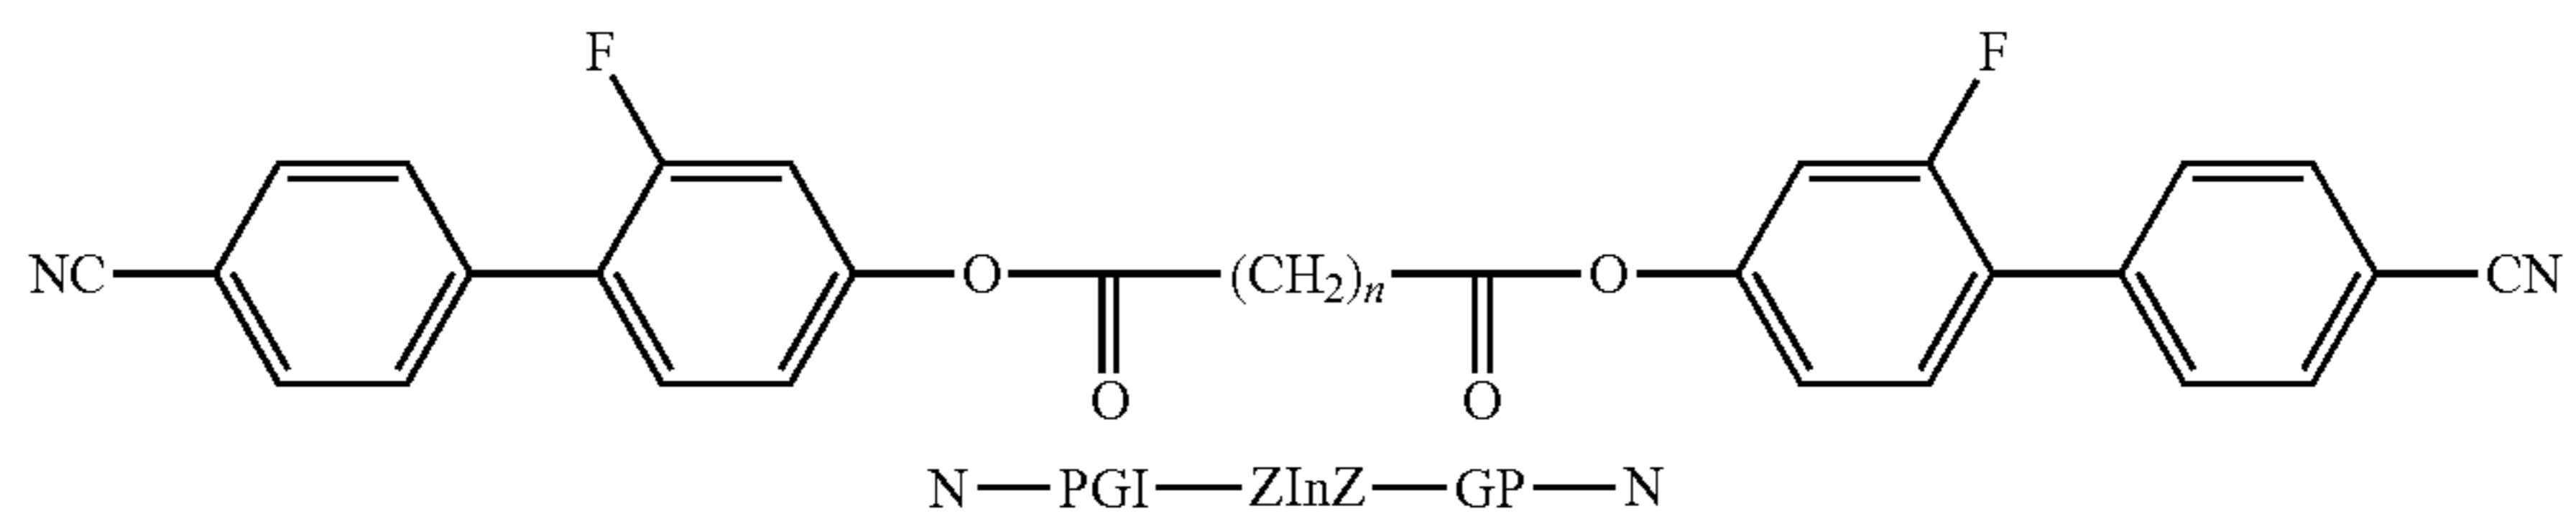 F F
NC O (CH₂)ₙ O CN
O O
N—PGI—ZInZ—GP—N